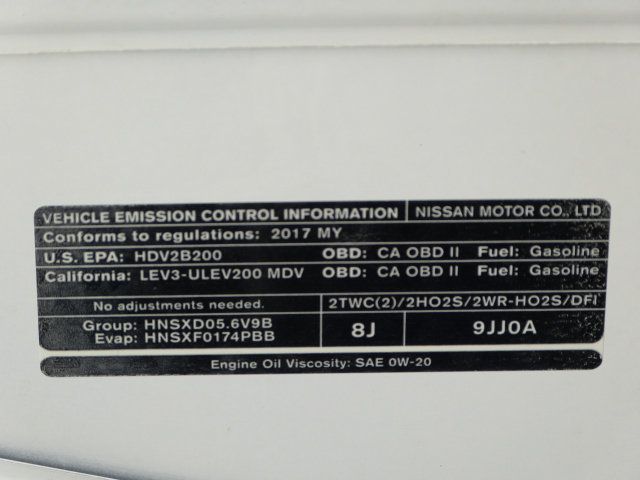 VEHICLE EMISSION CONTROL INFORMATION NISSAN MOTOR CO., LTD.
Conforms to regulations: 2017 MY
U.S. EPA: HDV2B200 OBD: CA OBD II Fuel: Gasoline
California: LEV3-ULEV200 MDV OBD: CA OBD II Fuel: Gasoline
No adjustments needed. 2TWC(2)/2HO2S/2WR-HO2S/DFI
Group: HNSXD05.6V9B 8J 9JJ0A
Evap: HNSXF0174PBB
Engine Oil Viscosity: SAE 0W-20